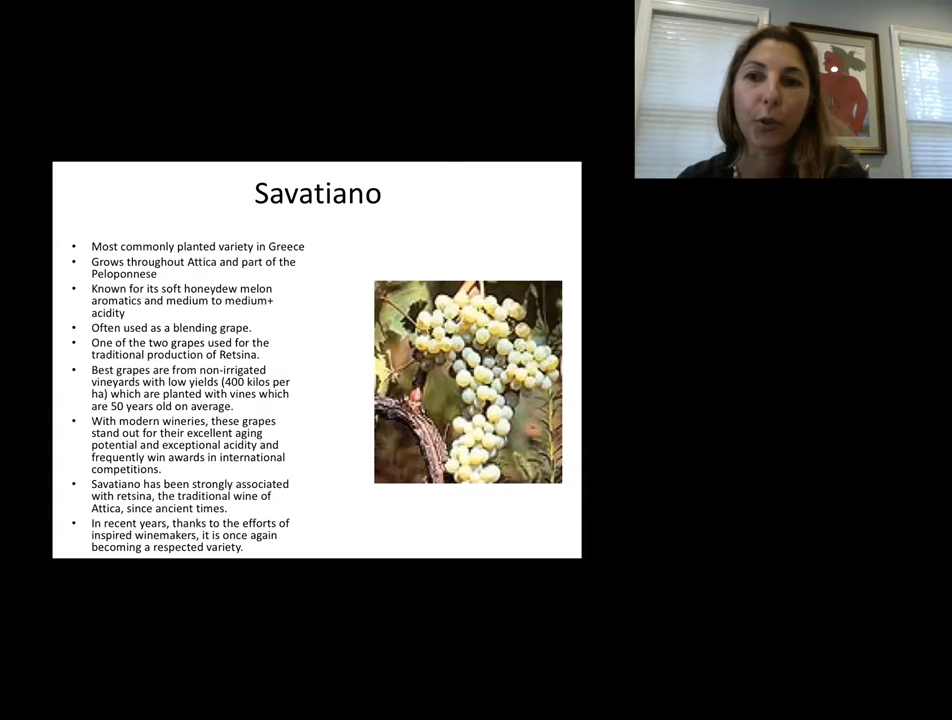 Savatiano
• Most commonly planted variety in Greece
• Grows throughout Attica and part of the
Peloponnese
• Known for its soft honeydew melon
aromatics and medium to medium+
acidity
• Often used as a blending grape.
• One of the two grapes used for the
traditional production of Retsina.
• Best grapes are from non-irrigated
vineyards with low yields (400 kilos per
ha) which are planted with vines which
are 50 years old on average.
• With modern wineries, these grapes
stand out for their excellent aging
potential and exceptional acidity and
frequently win awards in international
competitions.
• Savatiano has been strongly associated
with retsina, the traditional wine of
Attica, since ancient times.
• In recent years, thanks to the efforts of
inspired winemakers, it is once again
becoming a respected variety.